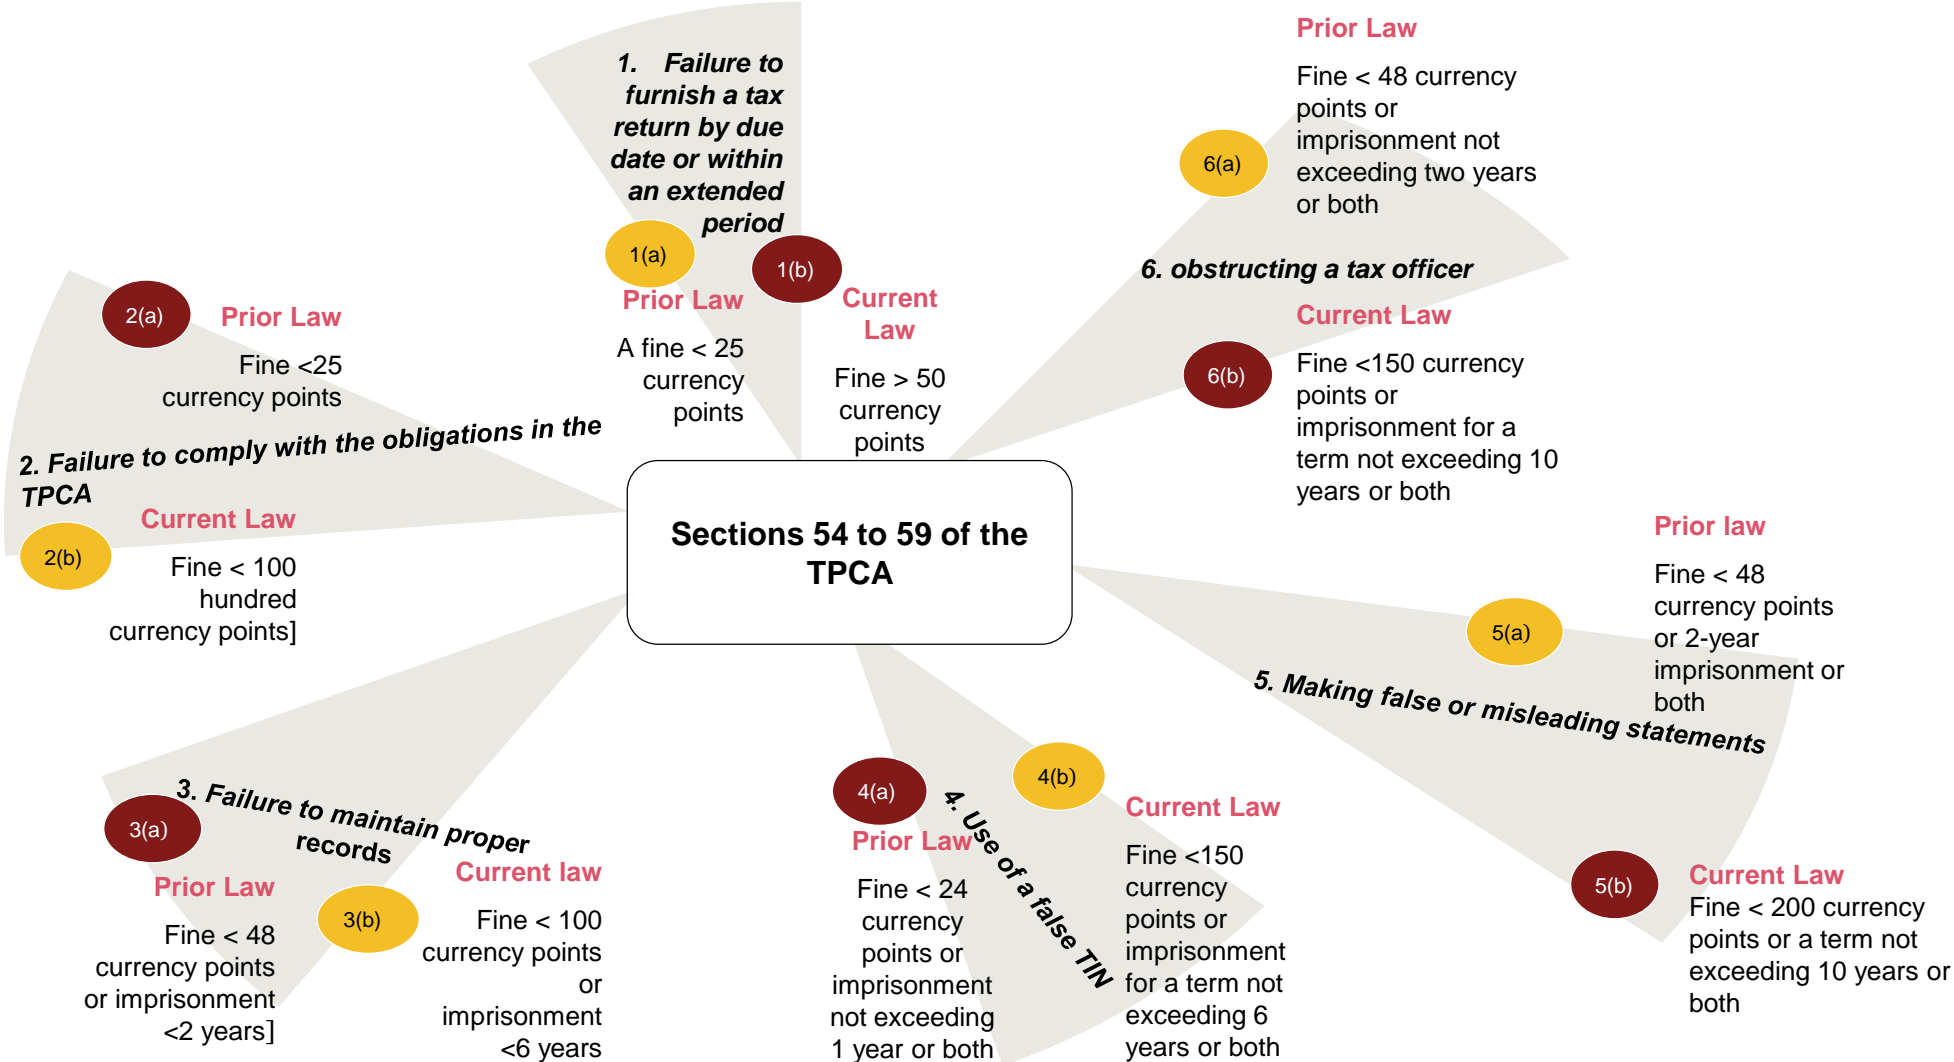 1. Failure to
furnish a tax
return by due
date or within
an extended
period
1(a)
Prior Law
A fine < 25
currency
points
1(b)
Current
Law
Fine > 50
currency
points
2(a)
Prior Law
Fine <25
currency points
2. Failure to comply with the obligations in the
TPCA
2(b)
Current Law
Fine < 100
hundred
currency points]
3. Failure to maintain proper
records
3(a)
Prior Law
Fine < 48
currency points
or imprisonment
<2 years]
3(b)
Current law
Fine < 100
currency points
or
imprisonment
<6 years
Sections 54 to 59 of the
TPCA
4(a)
Prior Law
Fine < 24
currency
points or
imprisonment
not exceeding
1 year or both
4. Use of a false TIN
4(b)
Current Law
Fine <150
currency
points or
imprisonment
for a term not
exceeding 6
years or both
5(a)
Prior law
Fine < 48
currency points
or 2-year
imprisonment or
both
5. Making false or misleading statements
5(b)
Current Law
Fine < 200 currency
points or a term not
exceeding 10 years or
both
6(a)
Prior Law
Fine < 48 currency
points or
imprisonment not
exceeding two years
or both
6. obstructing a tax officer
6(b)
Current Law
Fine <150 currency
points or
imprisonment for a
term not exceeding 10
years or both